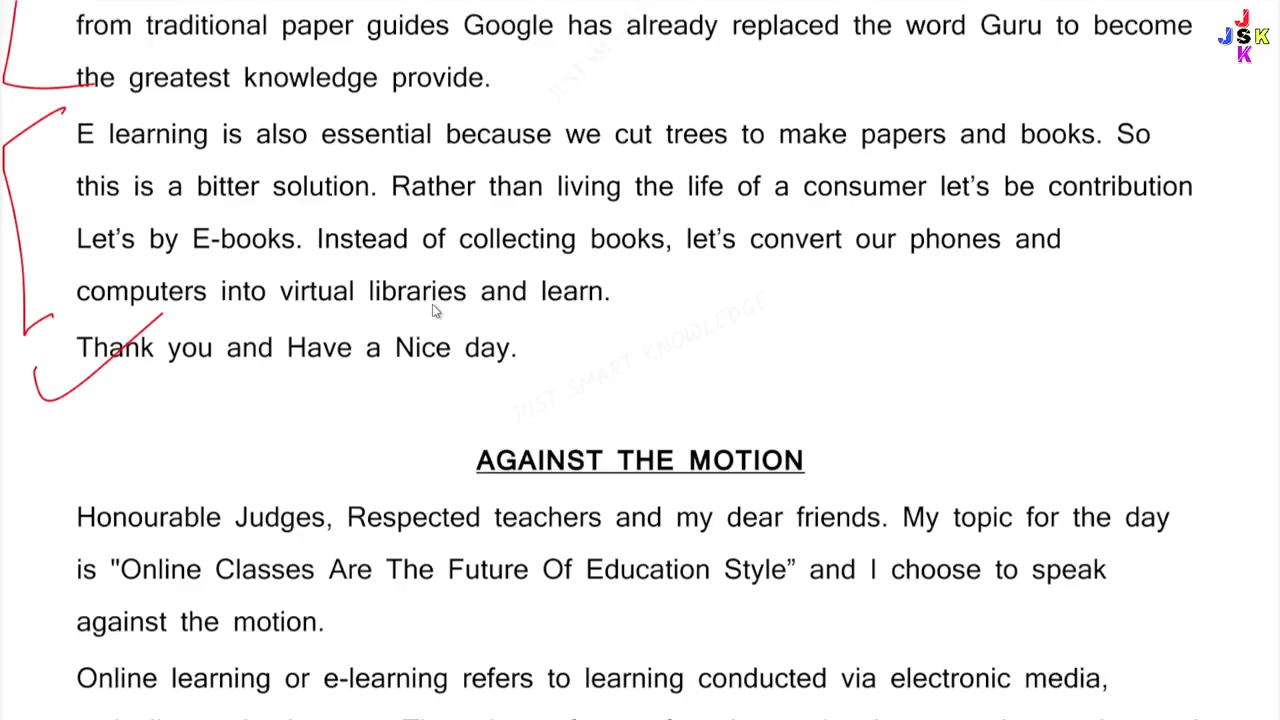 from traditional paper guides Google has already replaced the word Guru to become
the greatest knowledge provide.
E learning is also essential because we cut trees to make papers and books. So
this is a bitter solution. Rather than living the life of a consumer let’s be contribution
Let’s by E-books. Instead of collecting books, let’s convert our phones and
computers into virtual libraries and learn.
Thank you and Have a Nice day.
JUST SMART KNOWLEDGE
AGAINST THE MOTION
Honourable Judges, Respected teachers and my dear friends. My topic for the day
is "Online Classes Are The Future Of Education Style” and I choose to speak
against the motion.
Online learning or e-learning refers to learning conducted via electronic media,
J
JSK
K